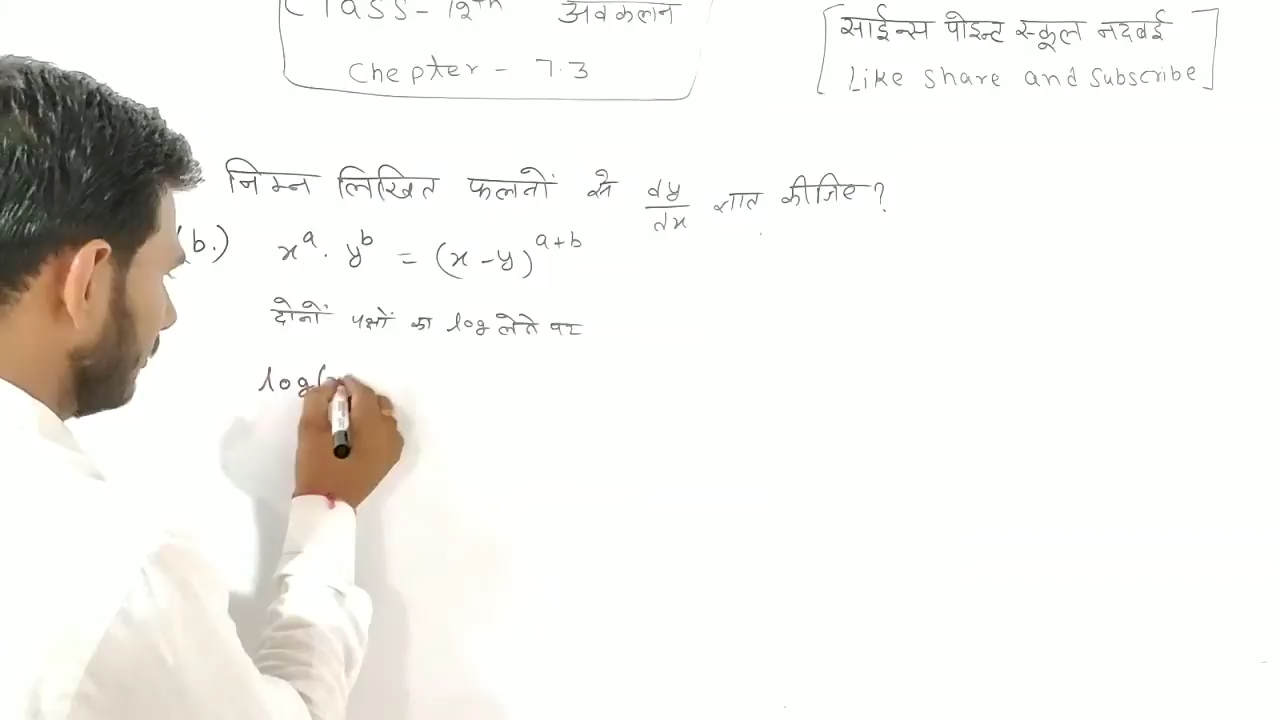 Class - 12th अवकलन
Chepter - 7.3
साईन्स पोइन्ट स्कूल नदबई
Like share and subscribe
निम्न लिखित फलनों से dy/dx ज्ञात कीजिए?
(b.) x^a . y^b = (x - y)^{a+b}
दोनों पक्षों का log लेते पर
log(x